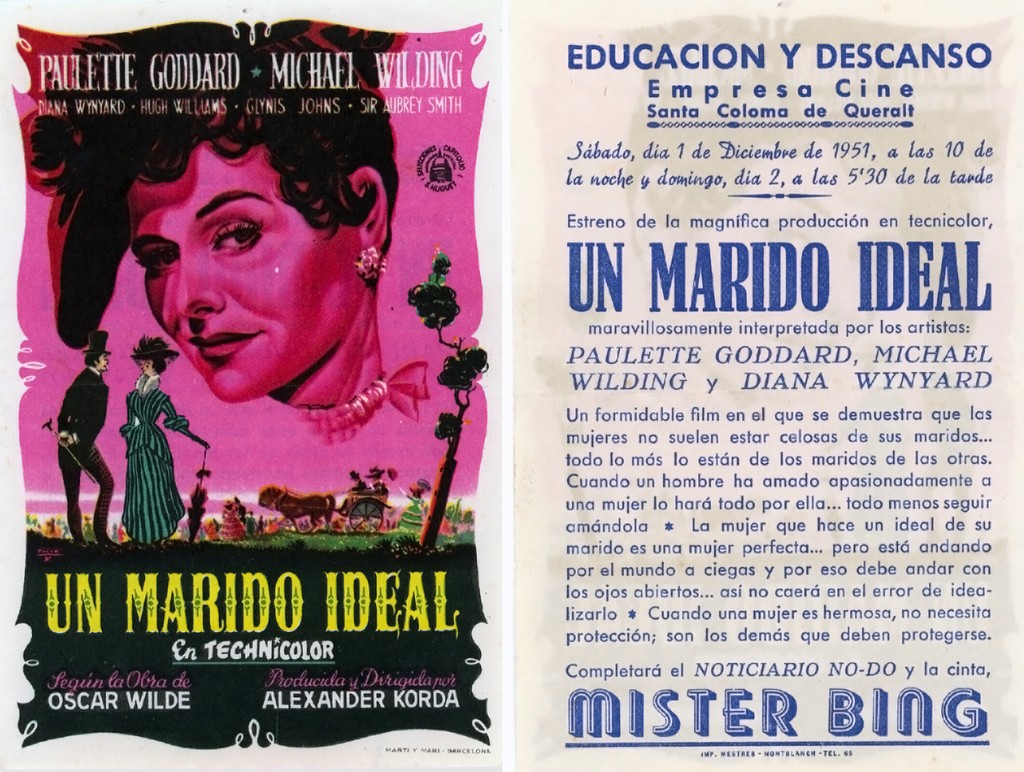 PAULETTE GODDARD ★ MICHAEL WILDING
DIANA WYNYARD · HUGH WILLIAMS · GLYNIS JOHNS · SIR AUBREY SMITH
SELECCIONES CAPITOLIO
S. HUGUET
UN MARIDO IDEAL
En TECHNICOLOR
Según la Obra de
OSCAR WILDE
Producida y Dirigida por
ALEXANDER KORDA
MARTI Y MARI - BARCELONA
EDUCACION Y DESCANSO
Empresa Cine
Santa Coloma de Queralt
Sábado, día 1 de Diciembre de 1951, a las 10 de
la noche y domingo, día 2, a las 5'30 de la tarde
Estreno de la magnífica producción en tecnicolor,
UN MARIDO IDEAL
maravillosamente interpretada por los artistas:
PAULETTE GODDARD, MICHAEL
WILDING y DIANA WYNYARD
Un formidable film en el que se demuestra que las
mujeres no suelen estar celosas de sus maridos...
todo lo más lo están de los maridos de las otras.
Cuando un hombre ha amado apasionadamente a
una mujer lo hará todo por ella... todo menos seguir
amándola ★ La mujer que hace un ideal de su
marido es una mujer perfecta... pero está andando
por el mundo a ciegas y por eso debe andar con
los ojos abiertos... así no caerá en el error de idea-
lizarlo ★ Cuando una mujer es hermosa, no necesita
protección; son los demás que deben protegerse.
Completará el NOTICIARIO NO-DO y la cinta,
MISTER BING
IMP. MESTRES - MONTBLANCH - TEL. 65